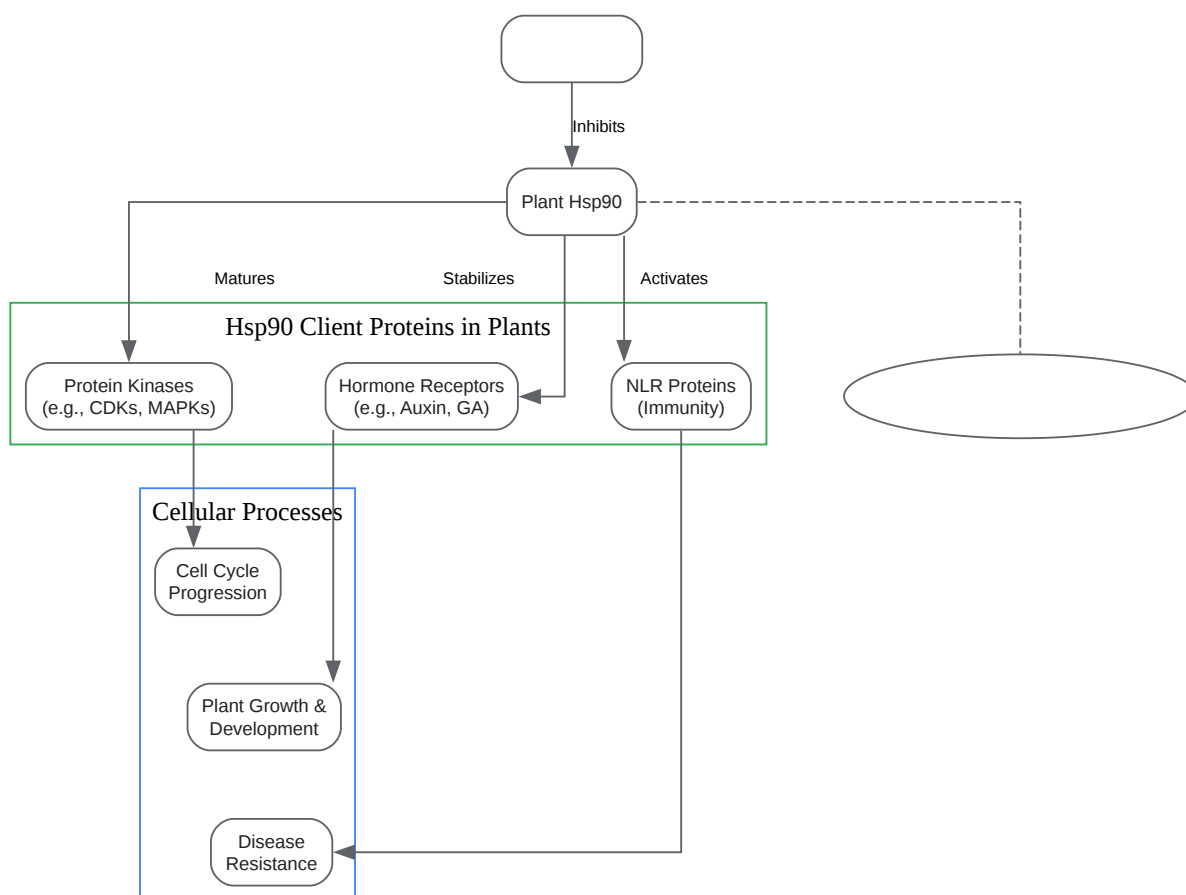 Inhibits
Plant Hsp90
Matures
Stabilizes
Activates
Hsp90 Client Proteins in Plants
Protein Kinases
(e.g., CDKs, MAPKs)
Hormone Receptors
(e.g., Auxin, GA)
NLR Proteins
(Immunity)
Cellular Processes
Cell Cycle
Progression
Plant Growth &
Development
Disease
Resistance